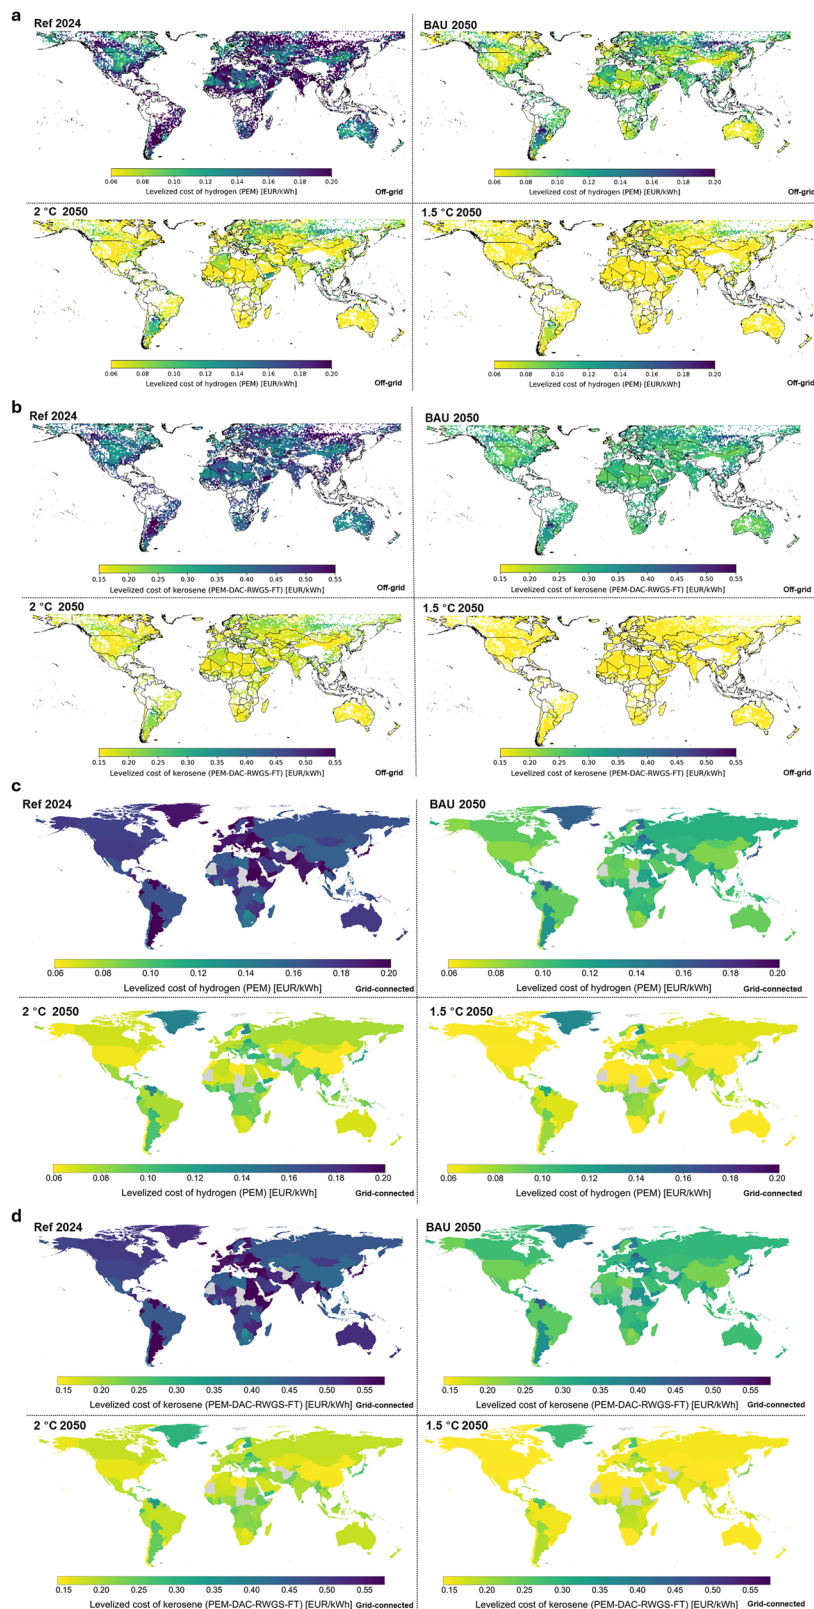 a
Ref 2024
BAU 2050
0.06 0.08 0.10 0.12 0.14 0.16 0.18 0.20
Levelized cost of hydrogen (PEM) [EUR/kWh]
Off-grid
0.06 0.08 0.10 0.12 0.14 0.16 0.18 0.20
Levelized cost of hydrogen (PEM) [EUR/kWh]
Off-grid
2 °C 2050
1.5 °C 2050
0.06 0.08 0.10 0.12 0.14 0.16 0.18 0.20
Levelized cost of hydrogen (PEM) [EUR/kWh]
Off-grid
0.06 0.08 0.10 0.12 0.14 0.16 0.18 0.20
Levelized cost of hydrogen (PEM) [EUR/kWh]
Off-grid
b
Ref 2024
BAU 2050
0.15 0.20 0.25 0.30 0.35 0.40 0.45 0.50 0.55
Levelized cost of kerosene (PEM-DAC-RWGS-FT) [EUR/kWh]
Off-grid
0.15 0.20 0.25 0.30 0.35 0.40 0.45 0.50 0.55
Levelized cost of kerosene (PEM-DAC-RWGS-FT) [EUR/kWh]
Off-grid
2 °C 2050
1.5 °C 2050
0.15 0.20 0.25 0.30 0.35 0.40 0.45 0.50 0.55
Levelized cost of kerosene (PEM-DAC-RWGS-FT) [EUR/kWh]
Off-grid
0.15 0.20 0.25 0.30 0.35 0.40 0.45 0.50 0.55
Levelized cost of kerosene (PEM-DAC-RWGS-FT) [EUR/kWh]
Off-grid
c
Ref 2024
BAU 2050
0.06 0.08 0.10 0.12 0.14 0.16 0.18 0.20
Levelized cost of hydrogen (PEM) [EUR/kWh]
Grid-connected
0.06 0.08 0.10 0.12 0.14 0.16 0.18 0.20
Levelized cost of hydrogen (PEM) [EUR/kWh]
Grid-connected
2 °C 2050
1.5 °C 2050
0.06 0.08 0.10 0.12 0.14 0.16 0.18 0.20
Levelized cost of hydrogen (PEM) [EUR/kWh]
Grid-connected
0.06 0.08 0.10 0.12 0.14 0.16 0.18 0.20
Levelized cost of hydrogen (PEM) [EUR/kWh]
Grid-connected
d
Ref 2024
BAU 2050
0.15 0.20 0.25 0.30 0.35 0.40 0.45 0.50 0.55
Levelized cost of kerosene (PEM-DAC-RWGS-FT) [EUR/kWh]
Grid-connected
0.15 0.20 0.25 0.30 0.35 0.40 0.45 0.50 0.55
Levelized cost of kerosene (PEM-DAC-RWGS-FT) [EUR/kWh]
Grid-connected
2 °C 2050
1.5 °C 2050
0.15 0.20 0.25 0.30 0.35 0.40 0.45 0.50 0.55
Levelized cost of kerosene (PEM-DAC-RWGS-FT) [EUR/kWh]
Grid-connected
0.15 0.20 0.25 0.30 0.35 0.40 0.45 0.50 0.55
Levelized cost of kerosene (PEM-DAC-RWGS-FT) [EUR/kWh]
Grid-connected